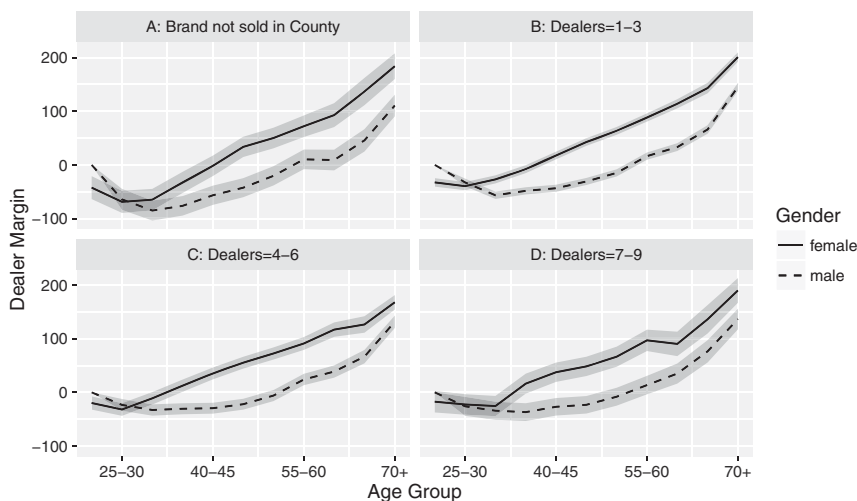 A: Brand not sold in County
B: Dealers=1−3
200
100
0
−100
C: Dealers=4−6
D: Dealers=7−9
200
100
0
−100
25−30 40−45 55−60 70+
25−30 40−45 55−60 70+
Age Group
Dealer Margin
Gender
female
male